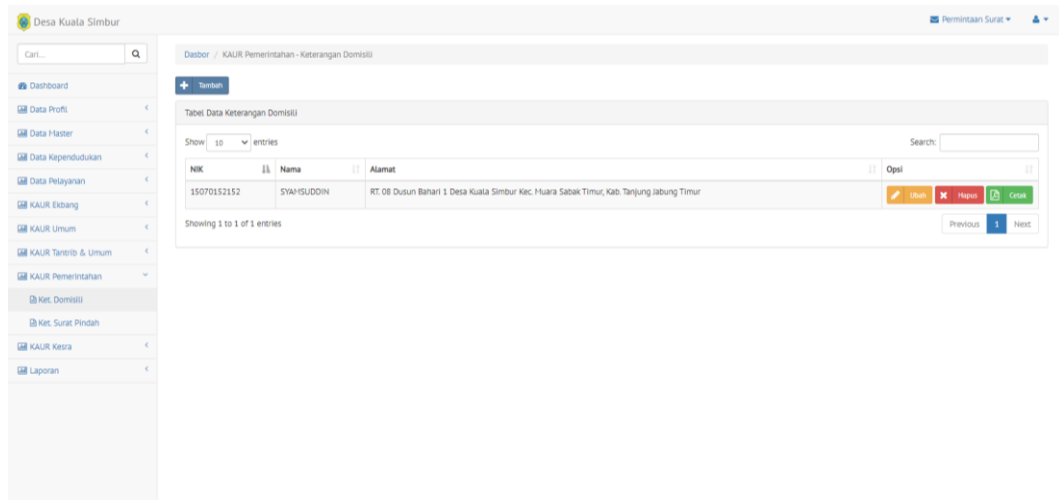 Desa Kuala Simbur
Permintaan Surat
Cari...
Dasbor / KAUR Pemerintahan - Keterangan Domisili
Dashboard
Data Profil
Data Master
Data Kependudukan
Data Pelayanan
KAUR Ekbang
KAUR Umum
KAUR Tantrib & Umum
KAUR Pemerintahan
Ket. Domisili
Ket. Surat Pindah
KAUR Kesra
Laporan
Tambah
Tabel Data Keterangan Domisili
Show 10 entries
Search:
NIK Nama Alamat Opsi
15070152152 SYAMSUDDIN RT. 08 Dusun Bahari 1 Desa Kuala Simbur Kec. Muara Sabak Timur, Kab. Tanjung Jabung Timur Ubah Hapus Cetak
Showing 1 to 1 of 1 entries
Previous 1 Next